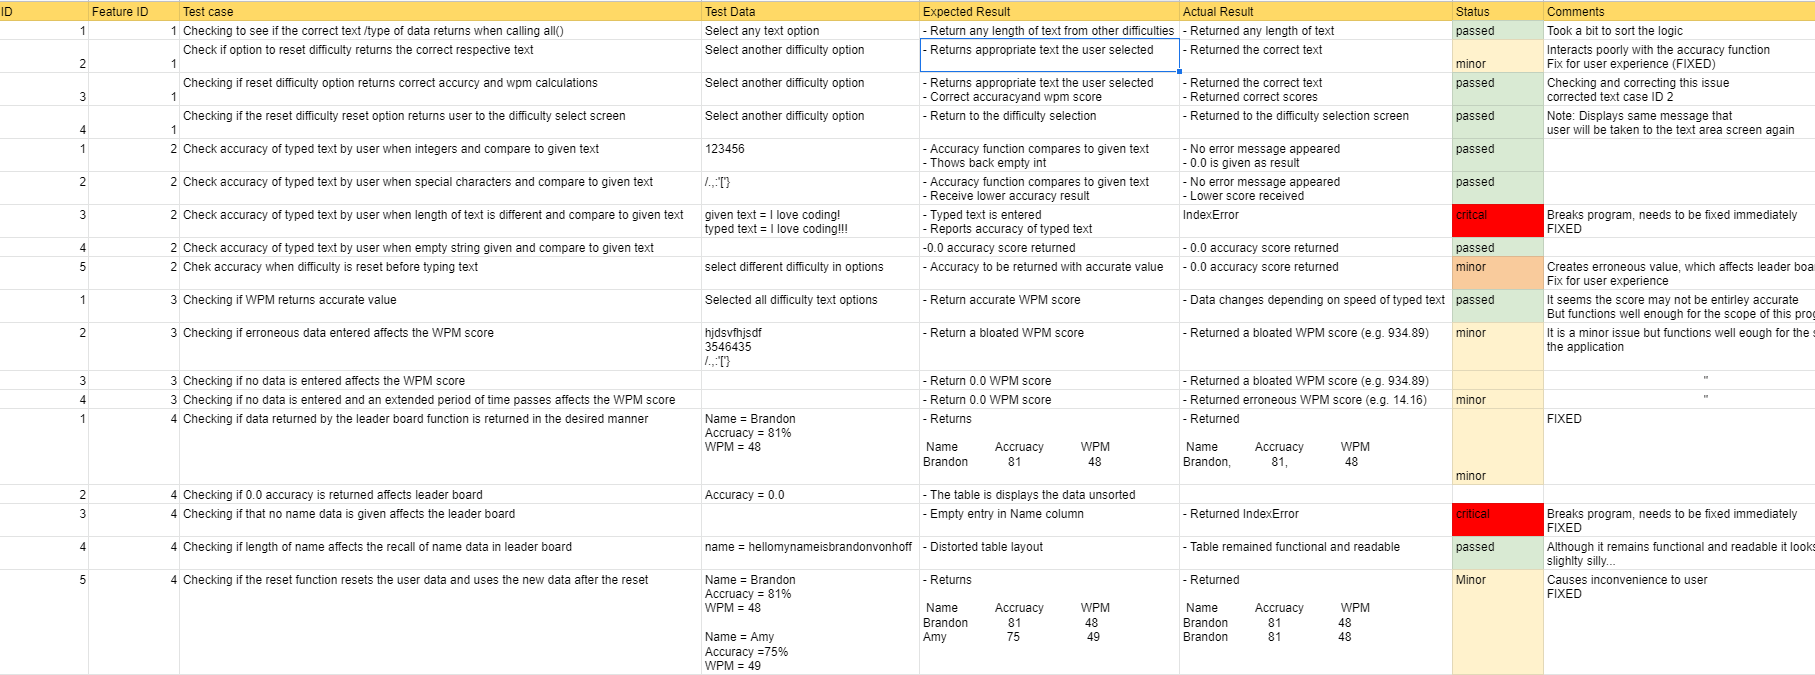 ID Feature ID Test case Test Data Expected Result Actual Result Status Comments
1 1 Checking to see if the correct text /type of data returns when calling all() Select any text option - Return any length of text from other difficulties - Returned any length of text passed Took a bit to sort the logic
Check if option to reset difficulty returns the correct respective text Select another difficulty option - Returns appropriate text the user selected - Returned the correct text Interacts poorly with the accuracy function
2 1 minor Fix for user experience (FIXED)
Checking if reset difficulty option returns correct accurcy and wpm calculations Select another difficulty option - Returns appropriate text the user selected - Returned the correct text passed Checking and correcting this issue
3 1 - Correct accuracyand wpm score - Returned correct scores corrected text case ID 2
Checking if the reset difficulty reset option returns user to the difficulty select screen Select another difficulty option - Return to the difficulty selection - Returned to the difficulty selection screen passed Note: Displays same message that
4 1 user will be taken to the text area screen again
1 2 Check accuracy of typed text by user when integers and compare to given text 123456 - Accuracy function compares to given text - No error message appeared passed
- Thows back empty int - 0.0 is given as result
2 2 Check accuracy of typed text by user when special characters and compare to given text /.,:'['} - Accuracy function compares to given text - No error message appeared passed
- Receive lower accuracy result - Lower score received
3 2 Check accuracy of typed text by user when length of text is different and compare to given text given text = I love coding! - Typed text is entered IndexError critcal Breaks program, needs to be fixed immediately
typed text = I love coding!!! - Reports accuracy of typed text FIXED
4 2 Check accuracy of typed text by user when empty string given and compare to given text -0.0 accuracy score returned - 0.0 accuracy score returned passed
5 2 Chek accuracy when difficulty is reset before typing text select different difficulty in options - Accuracy to be returned with accurate value - 0.0 accuracy score returned minor Creates erroneous value, which affects leader boa
Fix for user experience
1 3 Checking if WPM returns accurate value Selected all difficulty text options - Return accurate WPM score - Data changes depending on speed of typed text passed It seems the score may not be entirley accurate
But functions well enough for the scope of this prog
2 3 Checking if erroneous data entered affects the WPM score hjdsvfhjsdf - Return a bloated WPM score - Returned a bloated WPM score (e.g. 934.89) minor It is a minor issue but functions well eough for the s
3546435 the application
/.,:'['}
3 3 Checking if no data is entered affects the WPM score - Return 0.0 WPM score - Returned a bloated WPM score (e.g. 934.89) "
4 3 Checking if no data is entered and an extended period of time passes affects the WPM score - Return 0.0 WPM score - Returned erroneous WPM score (e.g. 14.16) minor "
1 4 Checking if data returned by the leader board function is returned in the desired manner Name = Brandon - Returns - Returned FIXED
Accruacy = 81%
WPM = 48 Name Accruacy WPM Name Accruacy WPM
Brandon 81 48 Brandon, 81, 48
minor
2 4 Checking if 0.0 accuracy is returned affects leader board Accuracy = 0.0 - The table is displays the data unsorted
3 4 Checking if that no name data is given affects the leader board - Empty entry in Name column - Returned IndexError critical Breaks program, needs to be fixed immediately
FIXED
4 4 Checking if length of name affects the recall of name data in leader board name = hellomynameisbrandonvonhoff - Distorted table layout - Table remained functional and readable passed Although it remains functional and readable it looks
slighlty silly...
5 4 Checking if the reset function resets the user data and uses the new data after the reset Name = Brandon - Returns - Returned Minor Causes inconvenience to user
Accruacy = 81% FIXED
WPM = 48 Name Accruacy WPM Name Accruacy WPM
Brandon 81 48 Brandon 81 48
Name = Amy Amy 75 49 Brandon 81 48
Accuracy =75%
WPM = 49